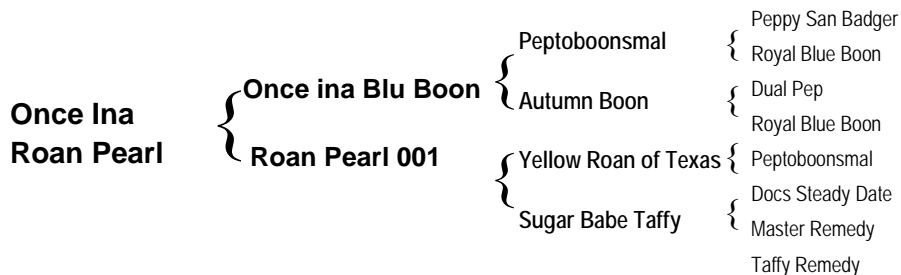 Once Ina
Roan Pearl
Once ina Blu Boon
Roan Pearl 001
Peptoboonsmal
Autumn Boon
Yellow Roan of Texas
Sugar Babe Taffy
Peppy San Badger
Royal Blue Boon
Dual Pep
Royal Blue Boon
Peptoboonsmal
Docs Steady Date
Master Remedy
Taffy Remedy